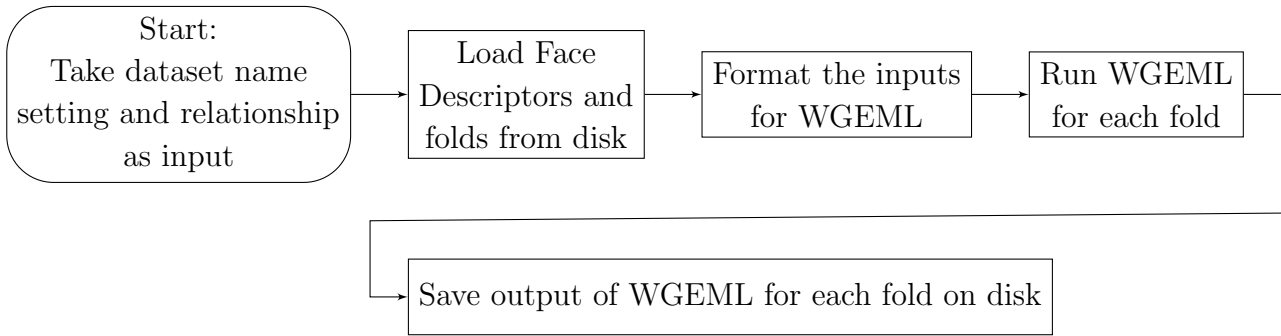 Start:
Take dataset name
setting and relationship
as input
Load Face
Descriptors and
folds from disk
Format the inputs
for WGEML
Run WGEML
for each fold
Save output of WGEML for each fold on disk